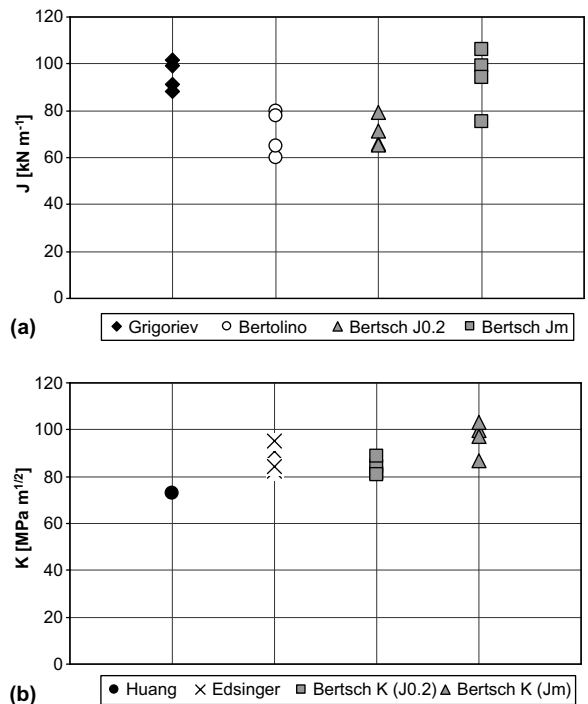 120
100
80
60
40
20
0
J [kN m⁻¹]
(a)
Grigoriev Bertolino Bertsch J0.2 Bertsch Jm
120
100
80
60
40
20
0
K [MPa m¹/²]
(b)
Huang Edsinger Bertsch K (J0.2) Bertsch K (Jm)